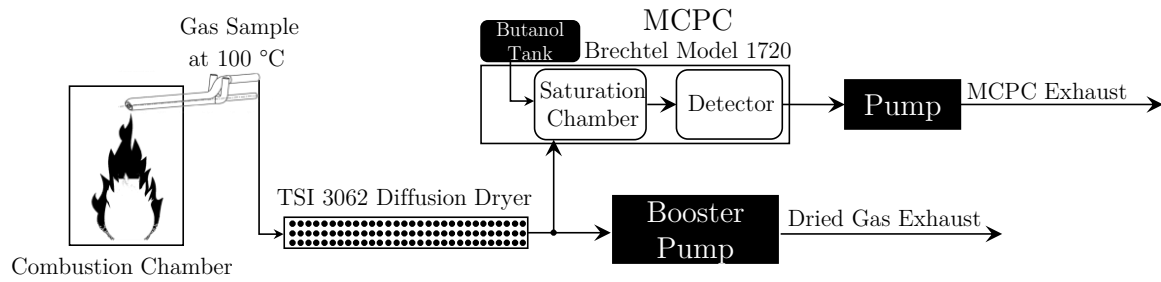 Gas Sample
at 100 °C
Combustion Chamber
TSI 3062 Diffusion Dryer
Butanol
Tank
MCPC
Brechtel Model 1720
Saturation
Chamber
Detector
Pump
MCPC Exhaust
Booster
Pump
Dried Gas Exhaust